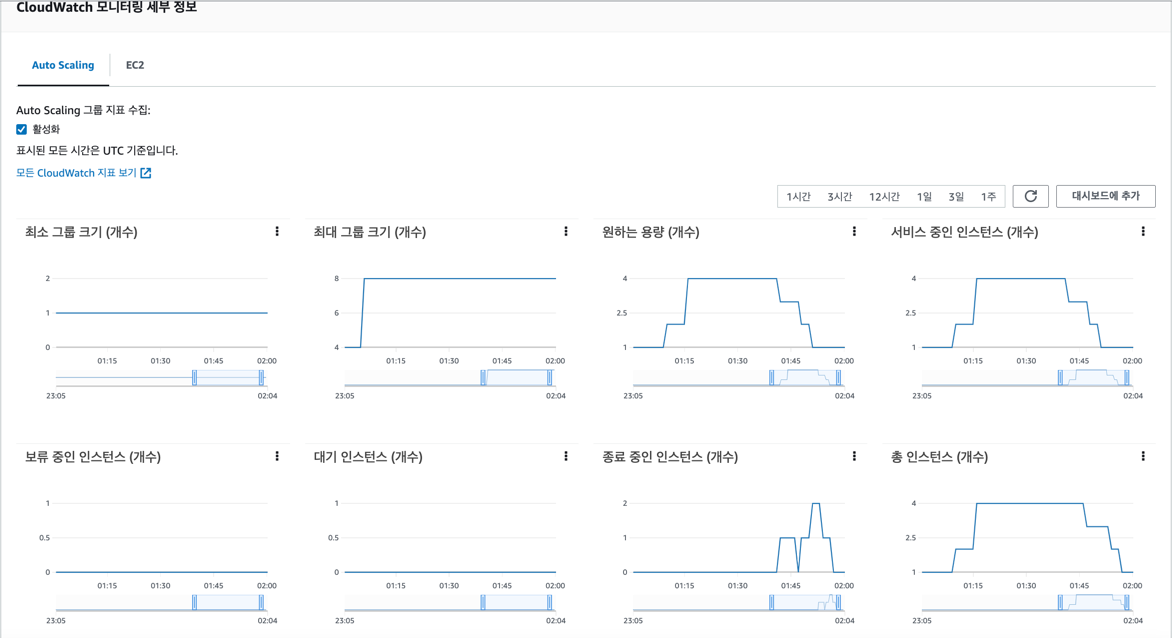 CloudWatch 모니터링 세부 정보
Auto Scaling EC2
Auto Scaling 그룹 지표 수집:
활성화
표시된 모든 시간은 UTC 기준입니다.
모든 CloudWatch 지표 보기
1시간 3시간 12시간 1일 3일 1주 대시보드에 추가
최소 그룹 크기 (개수)
2
1
0
01:15 01:30 01:45 02:00
23:05 02:04
최대 그룹 크기 (개수)
8
6
4
01:15 01:30 01:45 02:00
23:05 02:04
원하는 용량 (개수)
4
2.5
1
01:15 01:30 01:45 02:00
23:05 02:04
서비스 중인 인스턴스 (개수)
4
2.5
1
01:15 01:30 01:45 02:00
23:05 02:04
보류 중인 인스턴스 (개수)
1
0.5
0
01:15 01:30 01:45 02:00
23:05 02:04
대기 인스턴스 (개수)
1
0.5
0
01:15 01:30 01:45 02:00
23:05 02:04
종료 중인 인스턴스 (개수)
2
1
0
01:15 01:30 01:45 02:00
23:05 02:04
총 인스턴스 (개수)
4
2.5
1
01:15 01:30 01:45 02:00
23:05 02:04